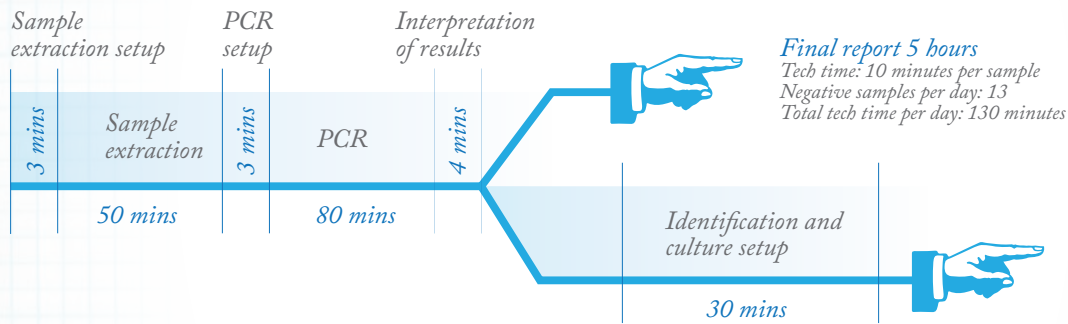 Sample
extraction setup
PCR
setup
Interpretation
of results
Final report 5 hours
Tech time: 10 minutes per sample
Negative samples per day: 13
Total tech time per day: 130 minutes
3 mins
Sample
extraction
3 mins
PCR
4 mins
50 mins
80 mins
Identification and
culture setup
30 mins